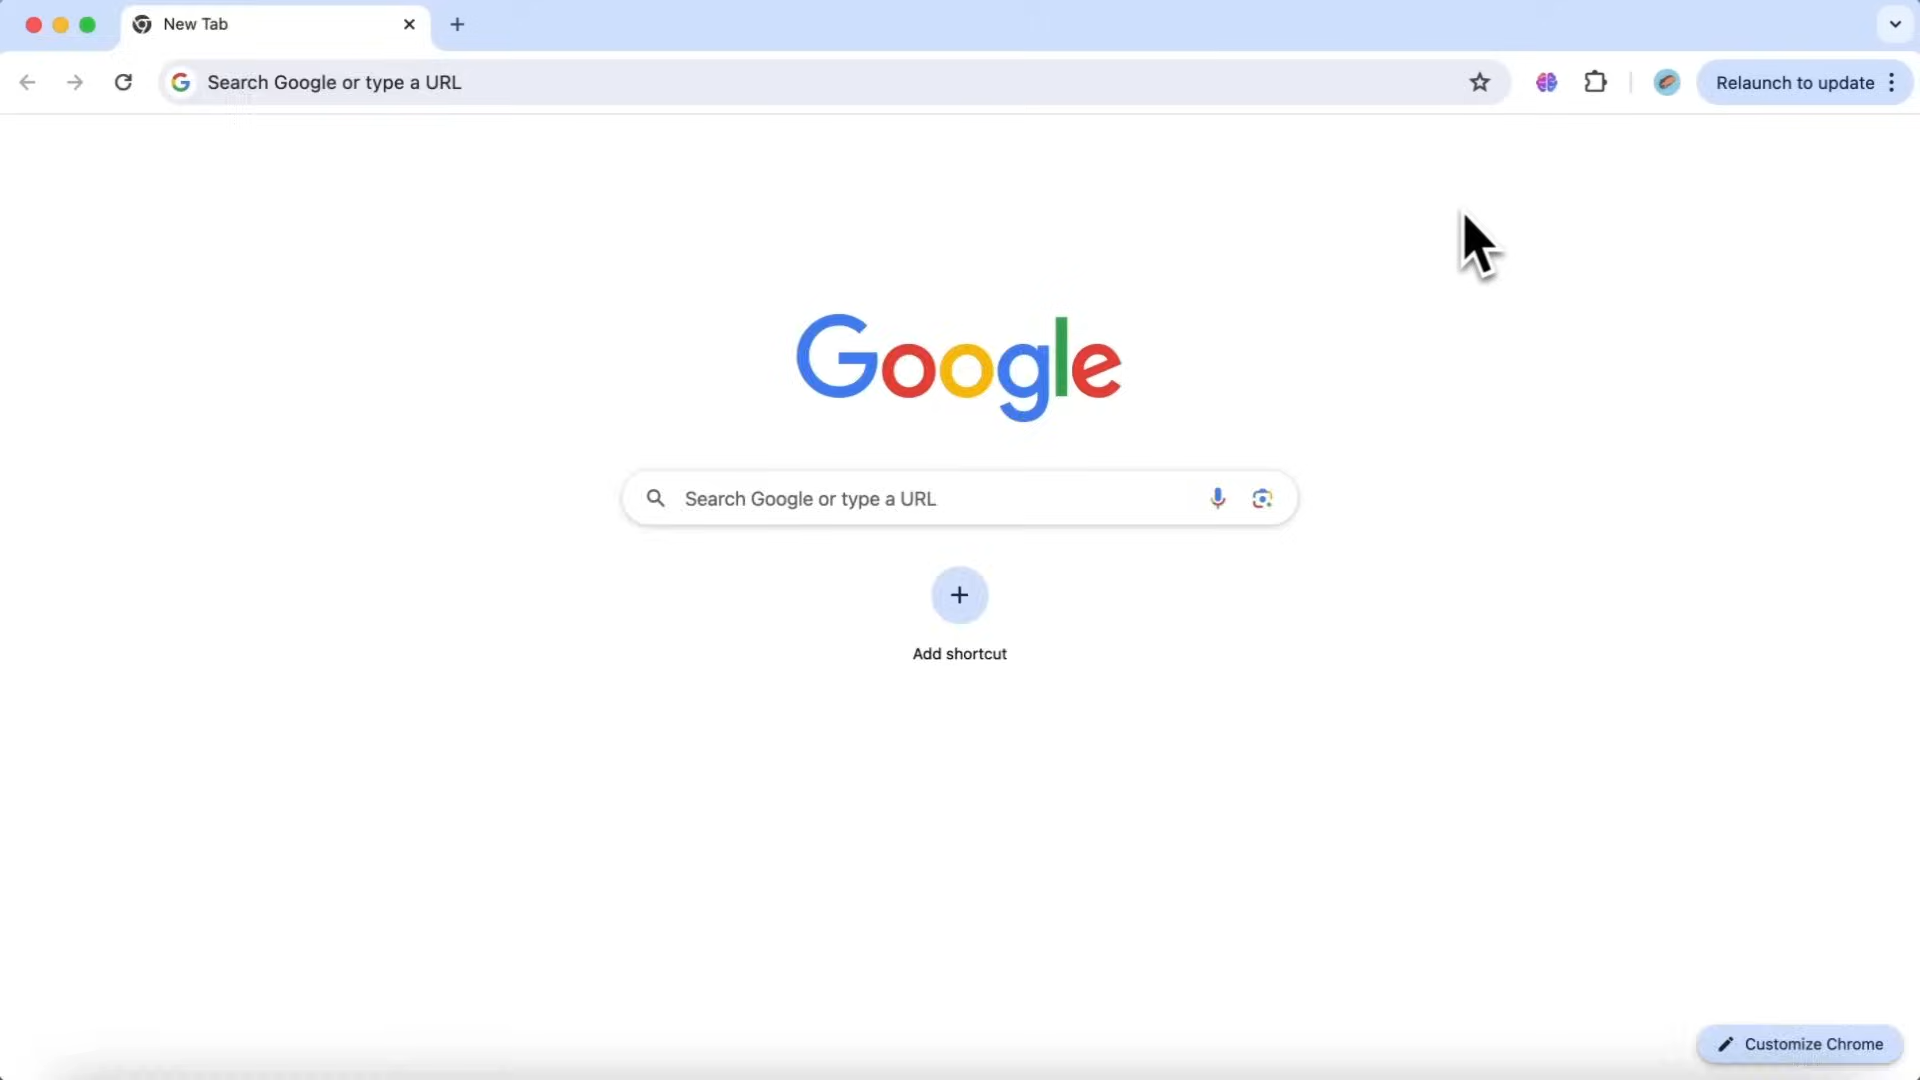 New Tab
Search Google or type a URL
Relaunch to update
Google
Search Google or type a URL
Add shortcut
Customize Chrome